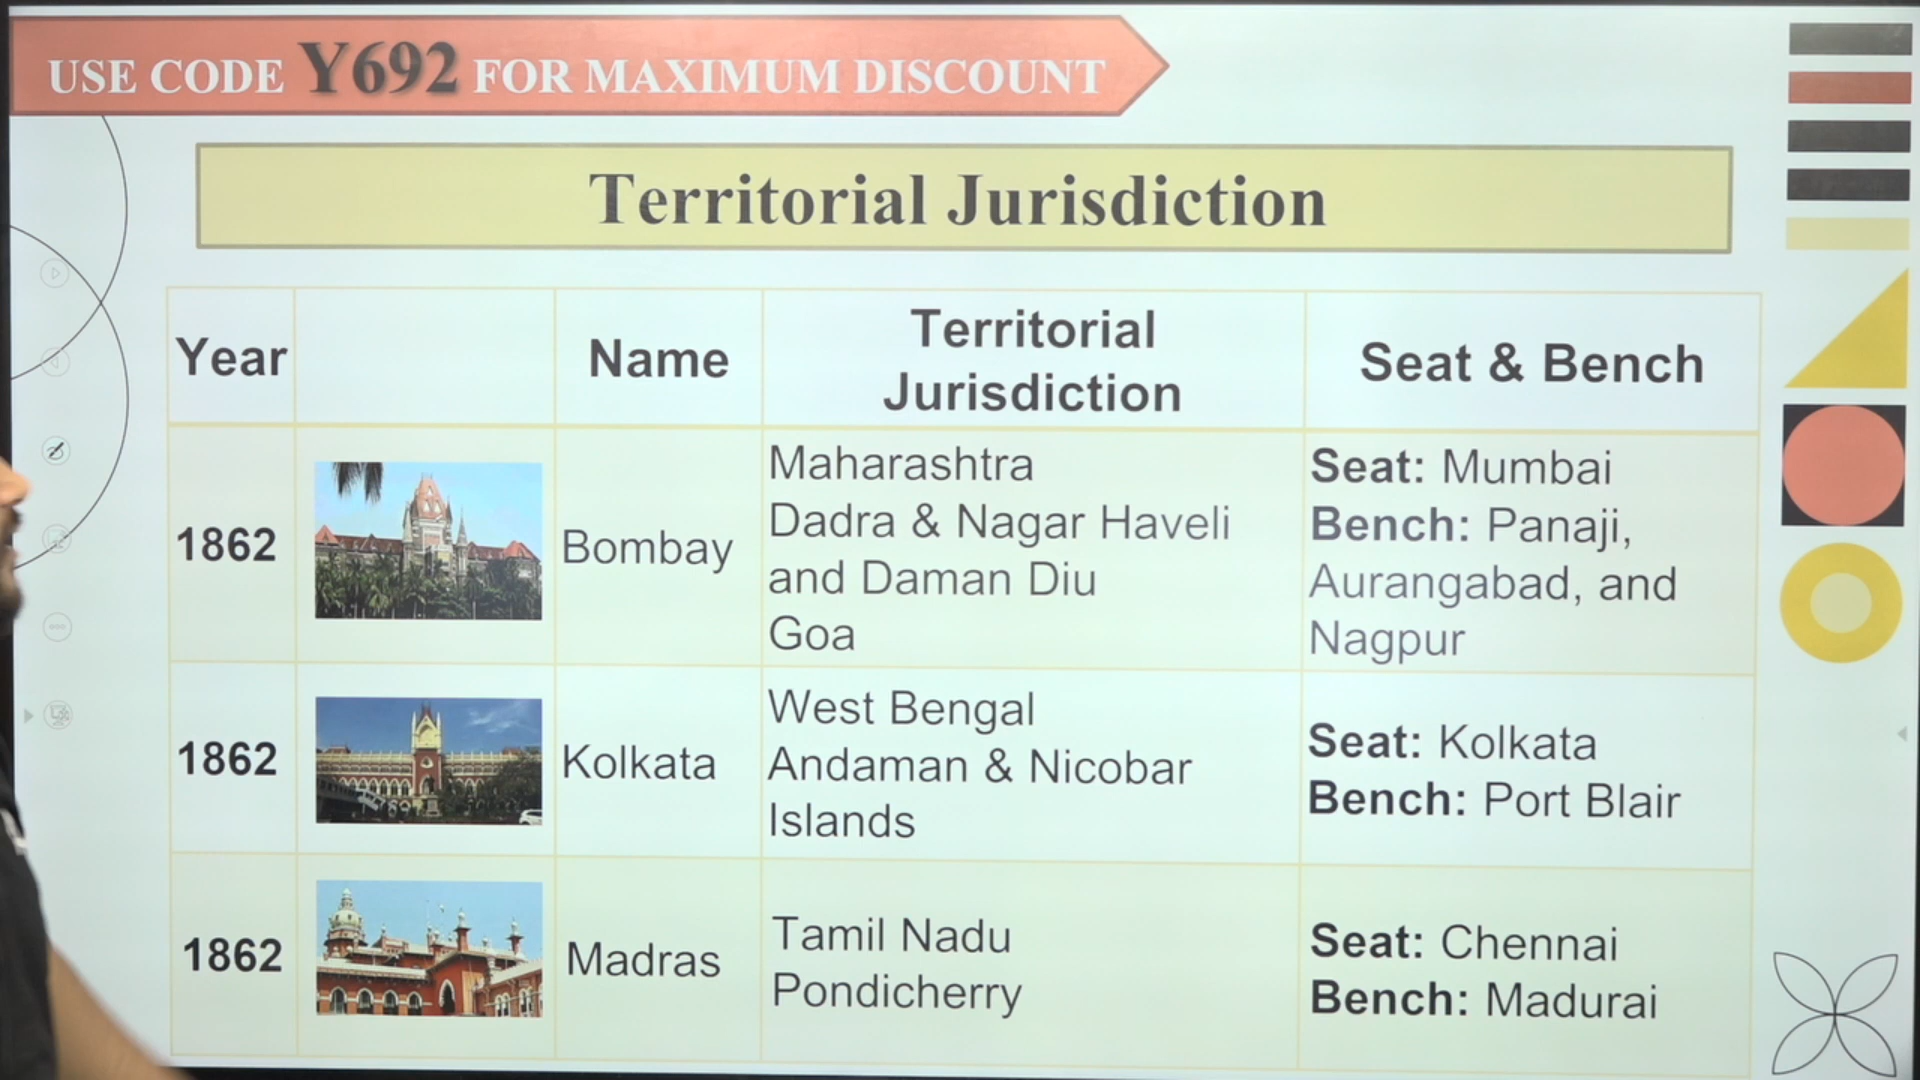 USE CODE Y692 FOR MAXIMUM DISCOUNT
Territorial Jurisdiction
Year
Name
Territorial
Jurisdiction
Seat & Bench
1862
Bombay
Maharashtra
Dadra & Nagar Haveli
and Daman Diu
Goa
Seat: Mumbai
Bench: Panaji,
Aurangabad, and
Nagpur
1862
Kolkata
West Bengal
Andaman & Nicobar
Islands
Seat: Kolkata
Bench: Port Blair
1862
Madras
Tamil Nadu
Pondicherry
Seat: Chennai
Bench: Madurai